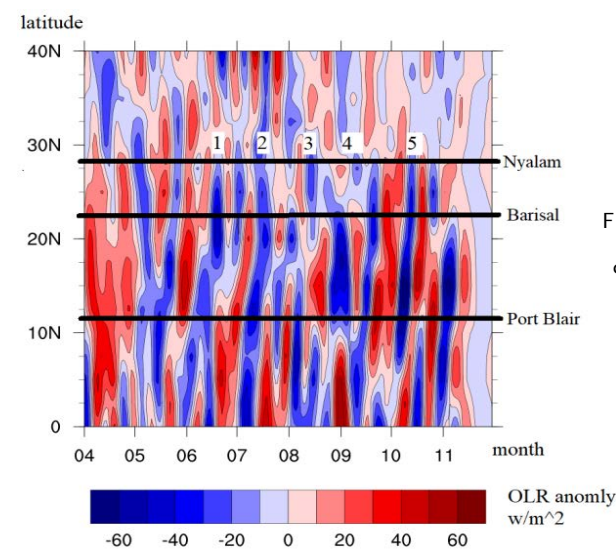 latitude
40N
30N
20N
10N
0
1 2 3 4 5
Nyalam
Barisal
Port Blair
04 05 06 07 08 09 10 11
month
OLR anomly
w/m^2
-60 -40 -20 0 20 40 60
F